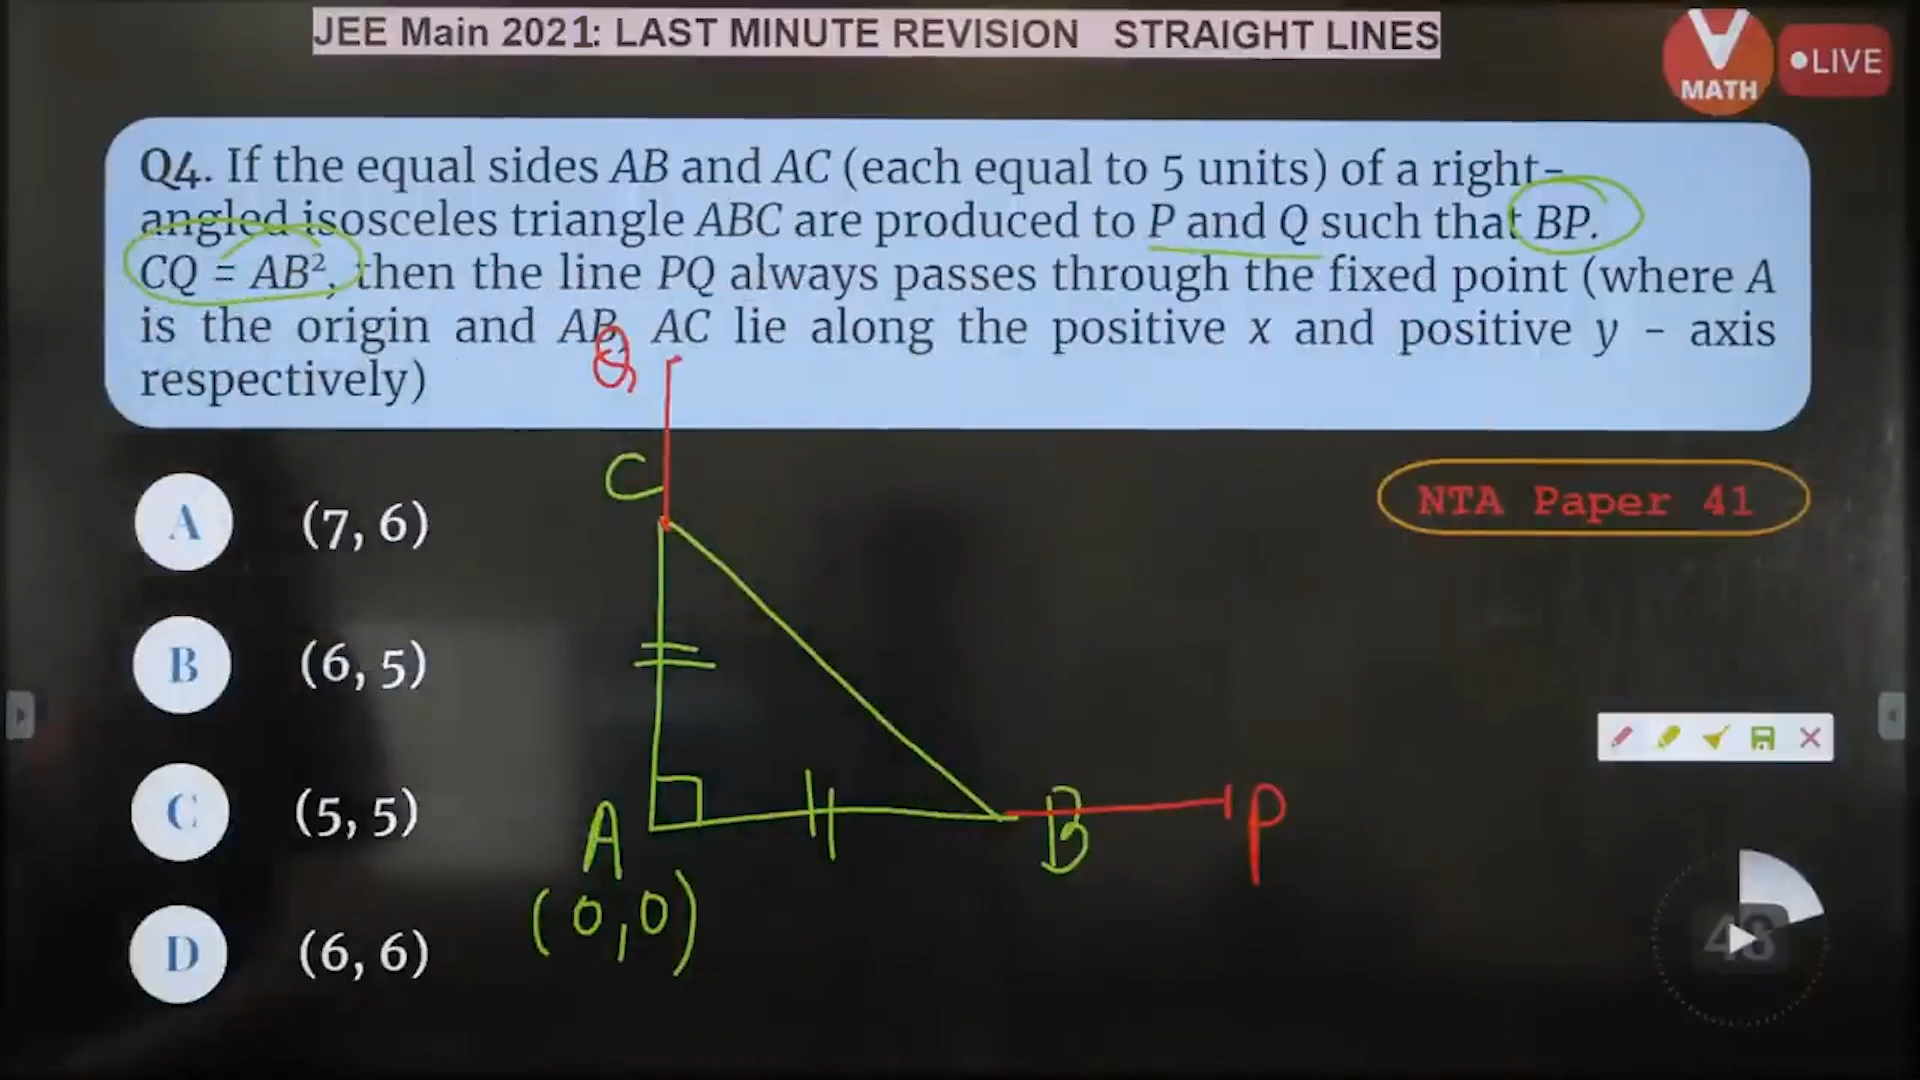 JEE Main 2021: LAST MINUTE REVISION STRAIGHT LINES
V
MATH
LIVE
Q4. If the equal sides AB and AC (each equal to 5 units) of a right-
angled isosceles triangle ABC are produced to P and Q such that BP.
CQ = AB², then the line PQ always passes through the fixed point (where A
is the origin and AB, AC lie along the positive x and positive y - axis
respectively)
Q
C
NTA Paper 41
A (7, 6)
B (6, 5)
C (5, 5)
D (6, 6)
A
B
P
(0,0)
48